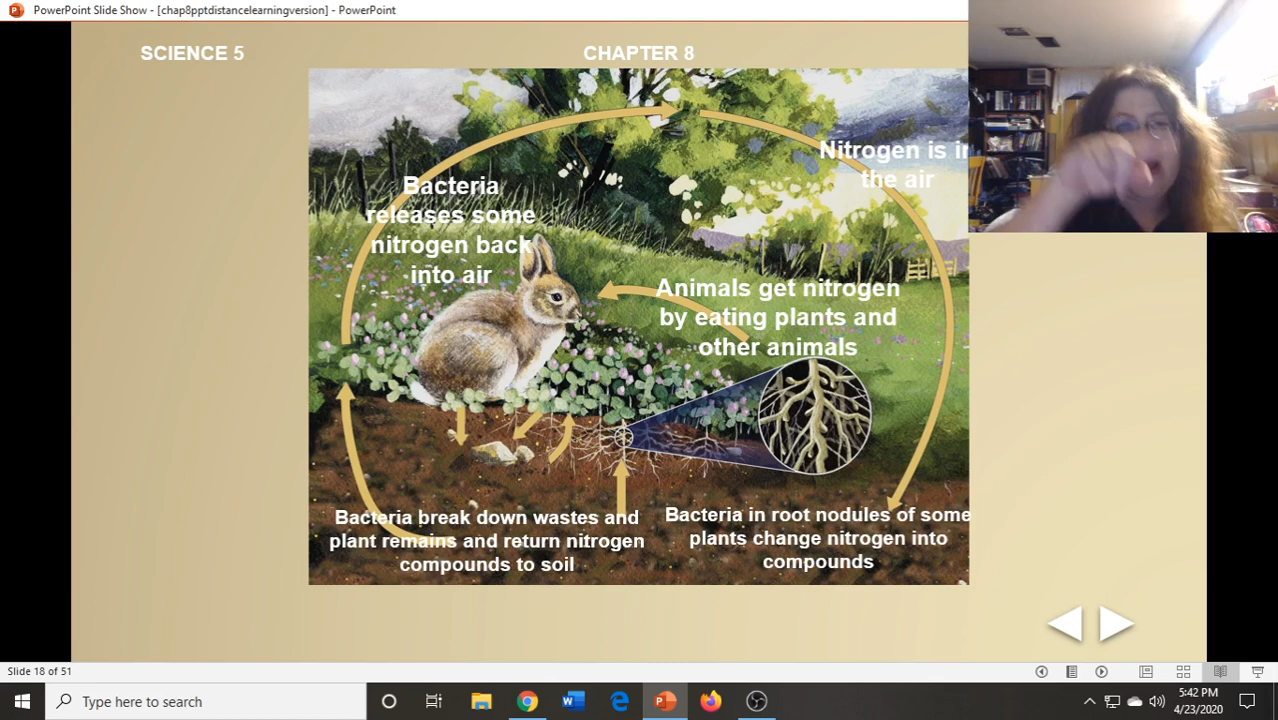 PowerPoint Slide Show - [chap8pptdistancelearningversion] - PowerPoint
SCIENCE 5
CHAPTER 8
Nitrogen is in
the air
Bacteria
releases some
nitrogen back
into air
Animals get nitrogen
by eating plants and
other animals
Bacteria break down wastes and
plant remains and return nitrogen
compounds to soil
Bacteria in root nodules of some
plants change nitrogen into
compounds
Slide 18 of 51
Type here to search
5:42 PM
4/23/2020